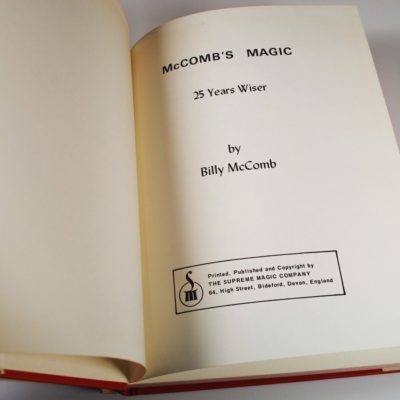 McCOMB'S MAGIC
25 Years Wiser
by
Billy McComb
Printed, Published and Copyright by
THE SUPREME MAGIC COMPANY
64, High Street, Bideford, Devon, England